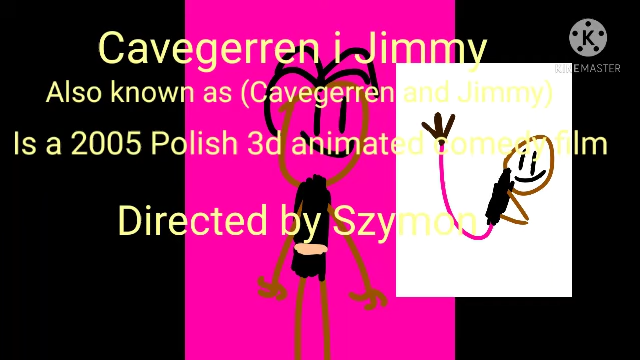 Cavegerren i Jimmy
KINEMASTER
Also known as (Cavegerren and Jimmy)
Is a 2005 Polish 3d animated comedy film
Directed by Szymon